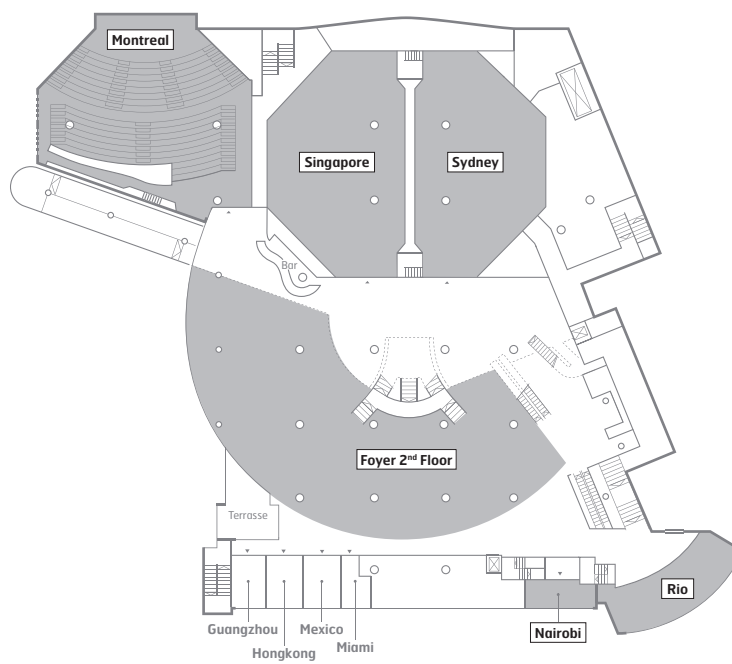 Montreal
Singapore
Sydney
Bar
Foyer 2nd Floor
Terrasse
Rio
Guangzhou
Mexico
Nairobi
Hongkong
Miami